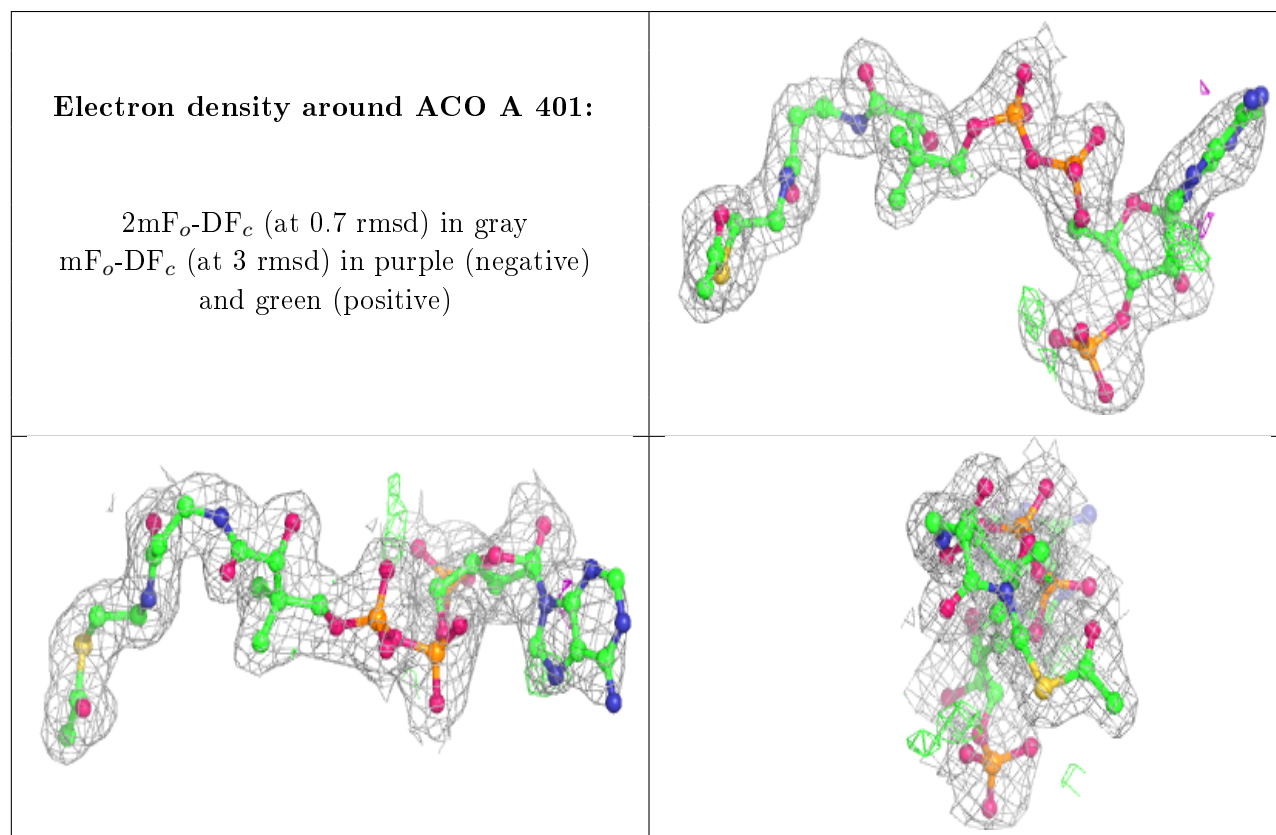 Electron density around ACO A 401:
2mFₒ-DF𝒸 (at 0.7 rmsd) in gray
mFₒ-DF𝒸 (at 3 rmsd) in purple (negative)
and green (positive)